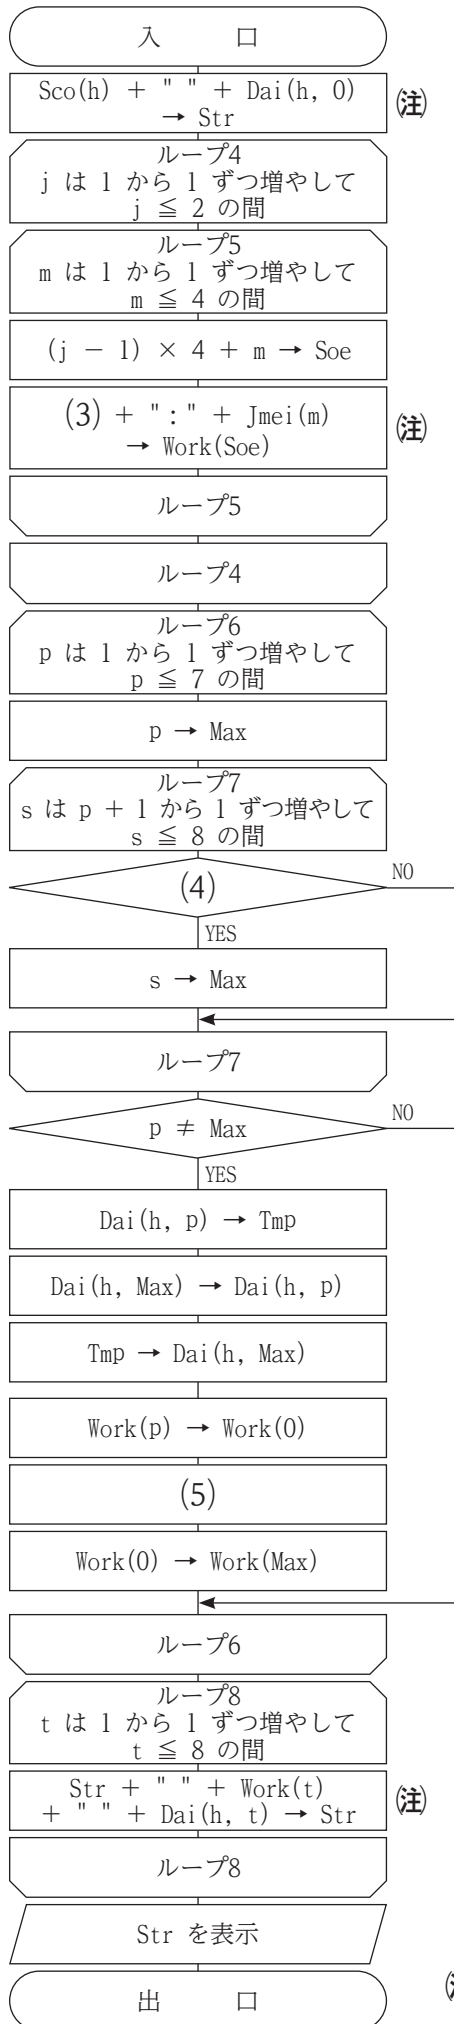 入　　口
Sco(h) + " " + Dai(h, 0)
→ Str
(注)
ループ4
j は 1 から 1 ずつ増やして
j ≦ 2 の間
ループ5
m は 1 から 1 ずつ増やして
m ≦ 4 の間
(j - 1) × 4 + m → Soe
(3) + ":" + Jmei(m)
→ Work(Soe)
(注)
ループ5
ループ4
ループ6
p は 1 から 1 ずつ増やして
p ≦ 7 の間
p → Max
ループ7
s は p + 1 から 1 ずつ増やして
s ≦ 8 の間
(4)
NO
YES
s → Max
ループ7
p ≠ Max
NO
YES
Dai(h, p) → Tmp
Dai(h, Max) → Dai(h, p)
Tmp → Dai(h, Max)
Work(p) → Work(0)
(5)
Work(0) → Work(Max)
ループ6
ループ8
t は 1 から 1 ずつ増やして
t ≦ 8 の間
Str + " " + Work(t)
+ " " + Dai(h, t) → Str
(注)
ループ8
Str を表示
出　　口